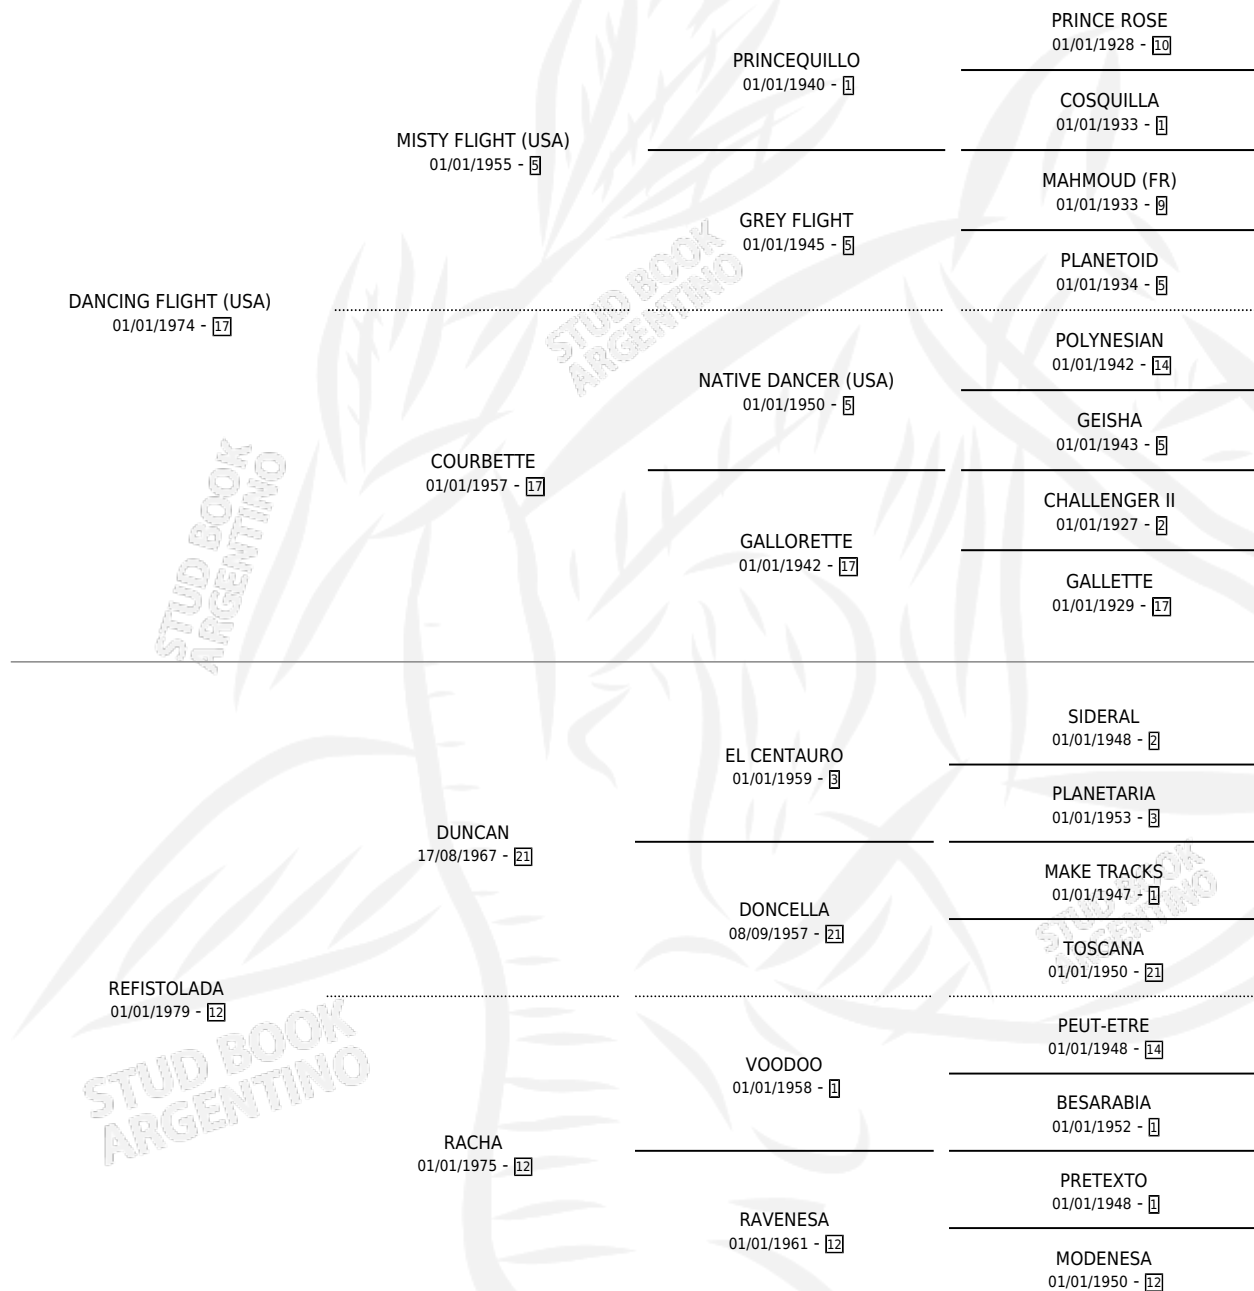 PRINCE ROSE
01/01/1928 - 10
PRINCEQUILLO
01/01/1940 - 1
COSQUILLA
01/01/1933 - 1
MISTY FLIGHT (USA)
01/01/1955 - 5
MAHMOUD (FR)
01/01/1933 - 9
GREY FLIGHT
01/01/1945 - 5
PLANETOID
01/01/1934 - 5
DANCING FLIGHT (USA)
01/01/1974 - 17
POLYNESIAN
01/01/1942 - 14
NATIVE DANCER (USA)
01/01/1950 - 5
GEISHA
01/01/1943 - 5
COURBETTE
01/01/1957 - 17
CHALLENGER II
01/01/1927 - 2
GALLORETTE
01/01/1942 - 17
GALLETTE
01/01/1929 - 17
STUD BOOK
ARGENTINO
STUD BOOK
ARGENTINO
SIDERAL
01/01/1948 - 2
EL CENTAURO
01/01/1959 - 3
PLANETARIA
01/01/1953 - 3
DUNCAN
17/08/1967 - 21
MAKE TRACKS
01/01/1947 - 1
DONCELLA
08/09/1957 - 21
TOSCANA
01/01/1950 - 21
REFISTOLADA
01/01/1979 - 12
PEUT-ETRE
01/01/1948 - 14
VOODOO
01/01/1958 - 1
BESARABIA
01/01/1952 - 1
RACHA
01/01/1975 - 12
PRETEXTO
01/01/1948 - 1
RAVENESA
01/01/1961 - 12
MODENESA
01/01/1950 - 12
STUD BOOK
ARGENTINO
STUD BOOK
ARGENTINO